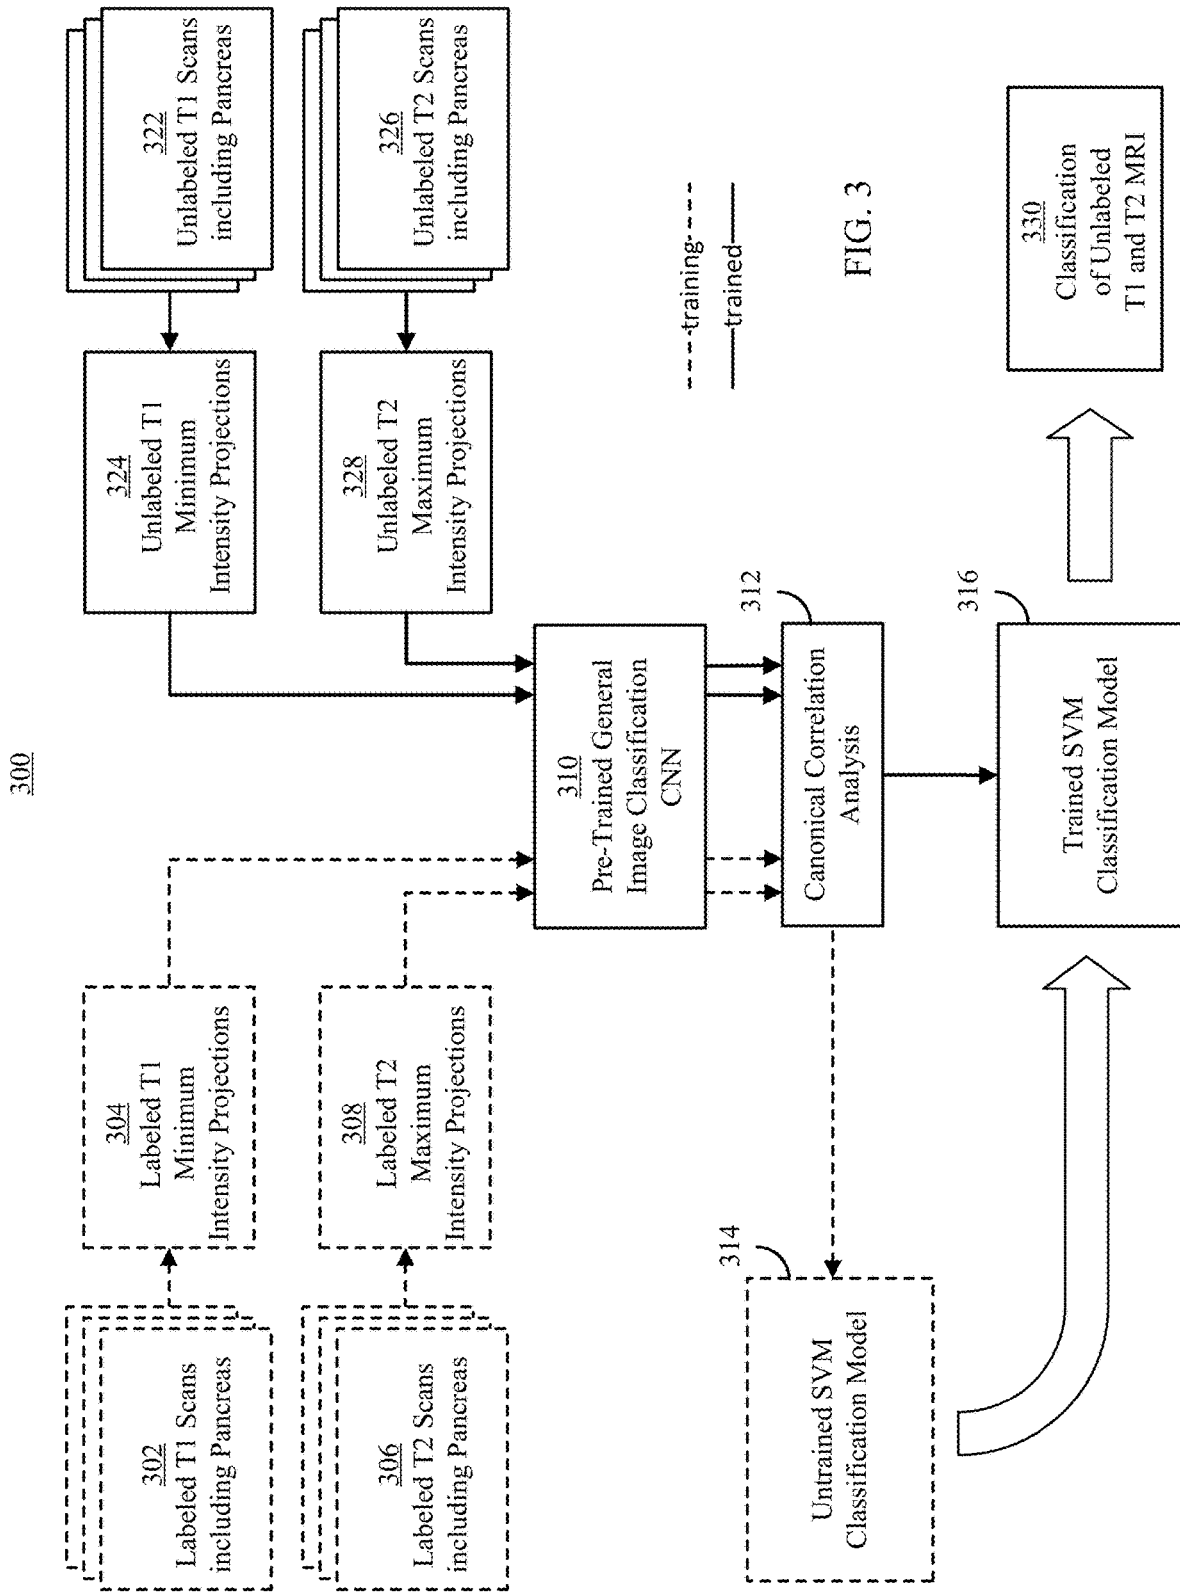 300
302
Labeled T1 Scans
including Pancreas
304
Labeled T1
Minimum
Intensity Projections
324
Unlabeled T1
Minimum
Intensity Projections
322
Unlabeled T1 Scans
including Pancreas
306
Labeled T2 Scans
including Pancreas
308
Labeled T2
Maximum
Intensity Projections
328
Unlabeled T2
Maximum
Intensity Projections
326
Unlabeled T2 Scans
including Pancreas
310
Pre-Trained General
Image Classification
CNN
training
trained
312
Canonical Correlation
Analysis
FIG. 3
314
Untrained SVM
Classification Model
316
Trained SVM
Classification Model
330
Classification
of Unlabeled
T1 and T2 MRI